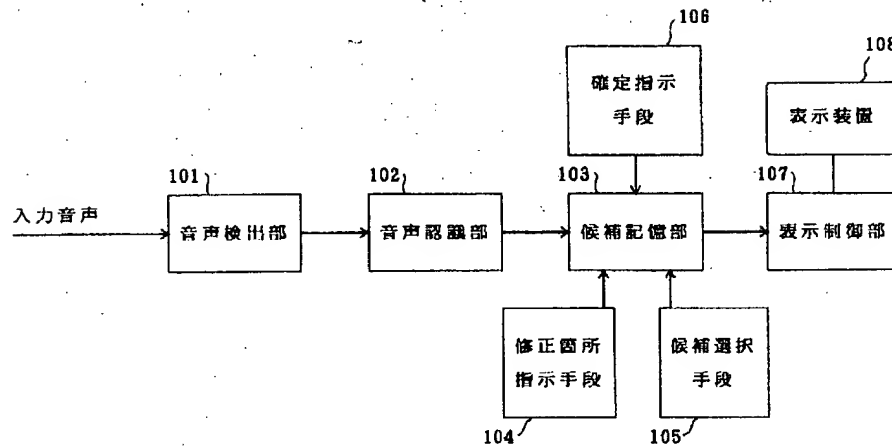 106
確定指示
手段
108
表示装置
101
102
103
107
入力音声
音声検出部
音声認識部
候補記憶部
表示制御部
修正箇所
指示手段
候補選択
手段
104
105